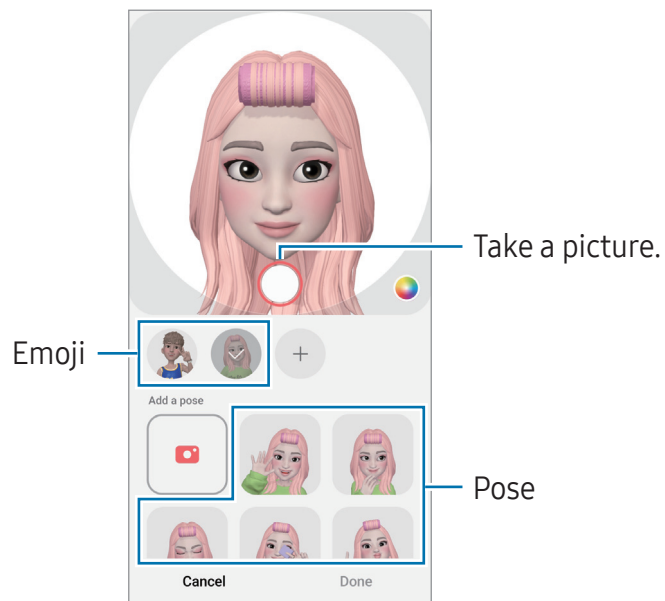 Take a picture.
Emoji
Add a pose
Pose
Cancel
Done